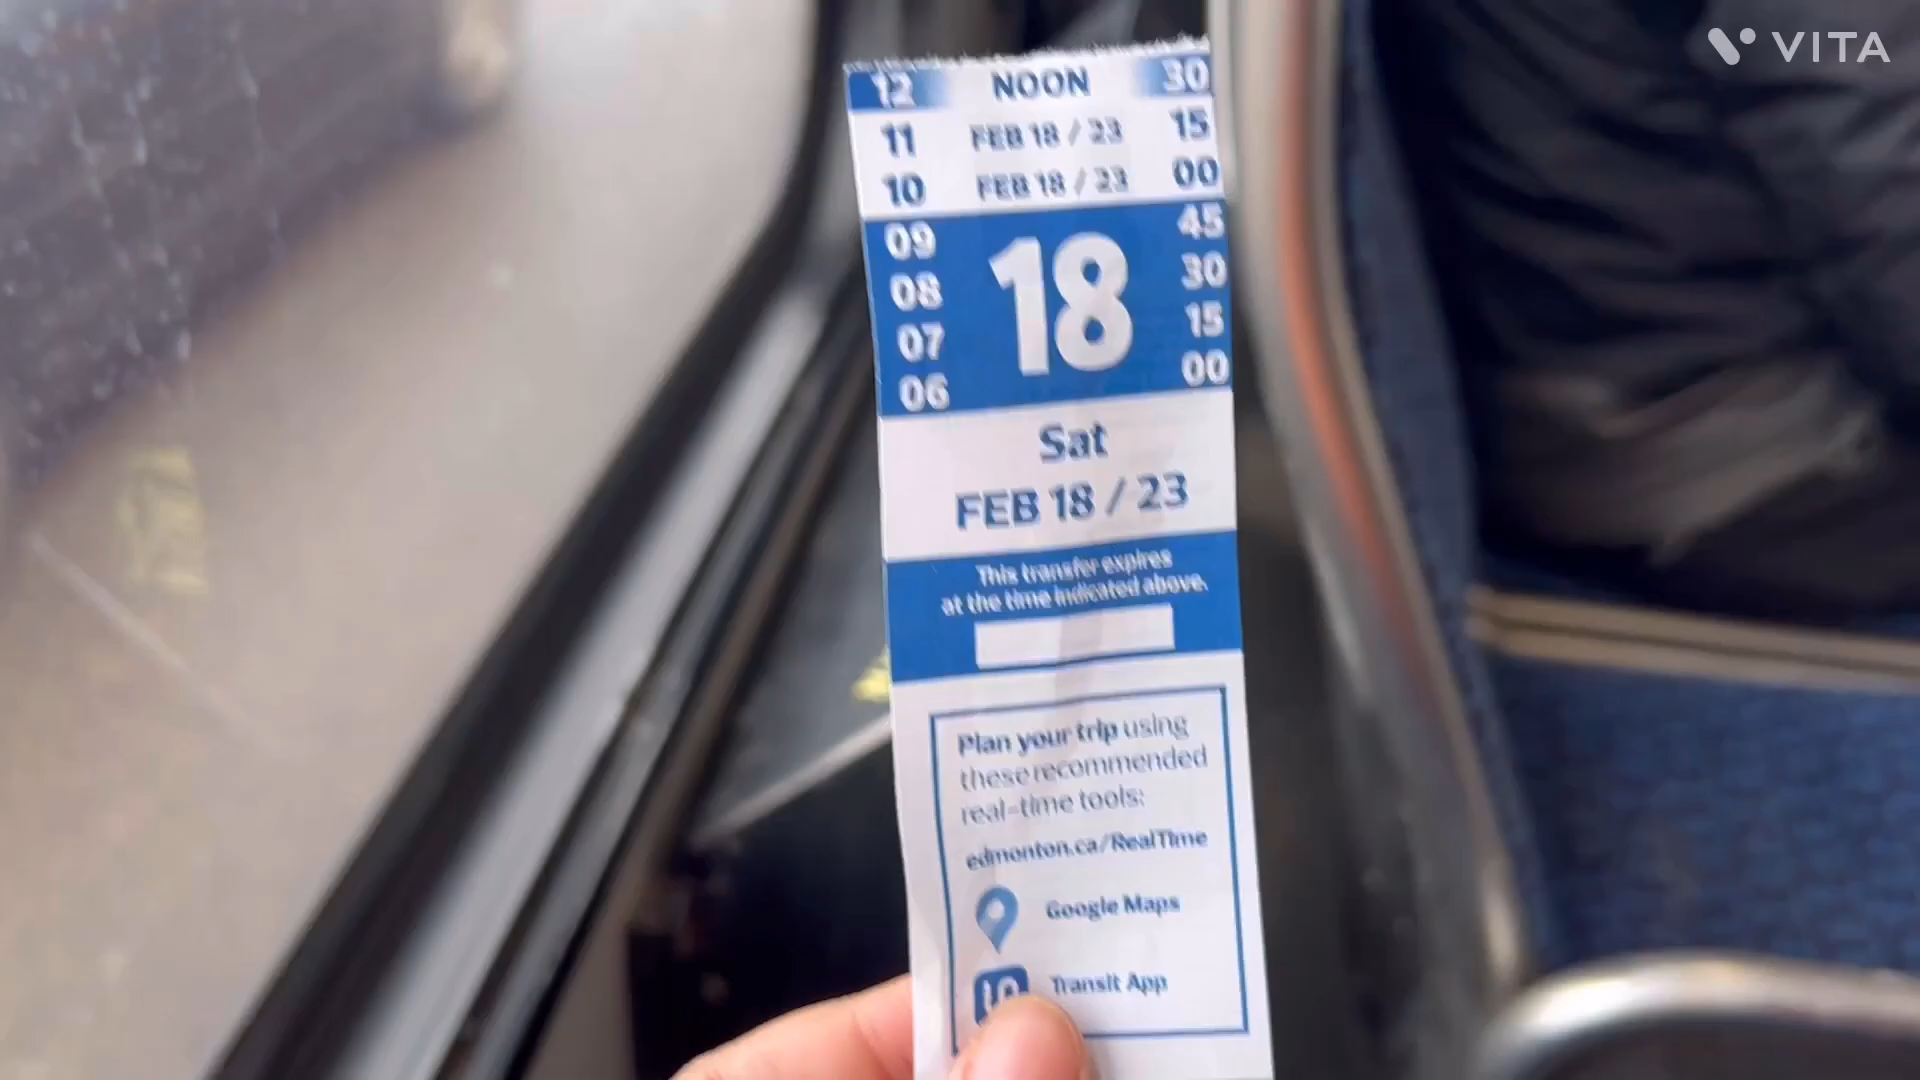 VITA
12 NOON 30
11 FEB 18 / 23 15
10 FEB 18 / 23 00
09 45
08 18 30
07 15
06 00
Sat
FEB 18 / 23
This transfer expires
at the time indicated above.
Plan your trip using
these recommended
real-time tools:
edmonton.ca/RealTime
Google Maps
Transit App